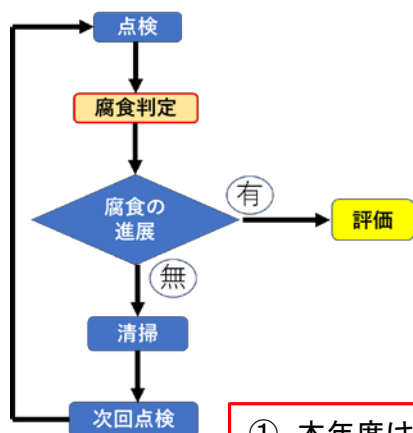 点検
腐食判定
腐食の
進展
有
評価
無
清掃
次回点検
① 本年度は